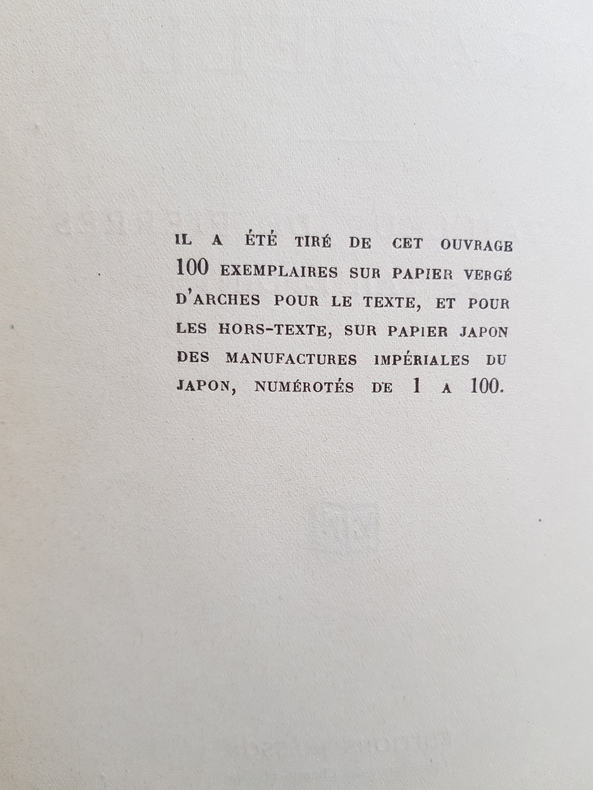 IL A ÉTÉ TIRÉ DE CET OUVRAGE
100 EXEMPLAIRES SUR PAPIER VERGÉ
D'ARCHES POUR LE TEXTE, ET POUR
LES HORS-TEXTE, SUR PAPIER JAPON
DES MANUFACTURES IMPÉRIALES DU
JAPON, NUMÉROTÉS DE 1 A 100.